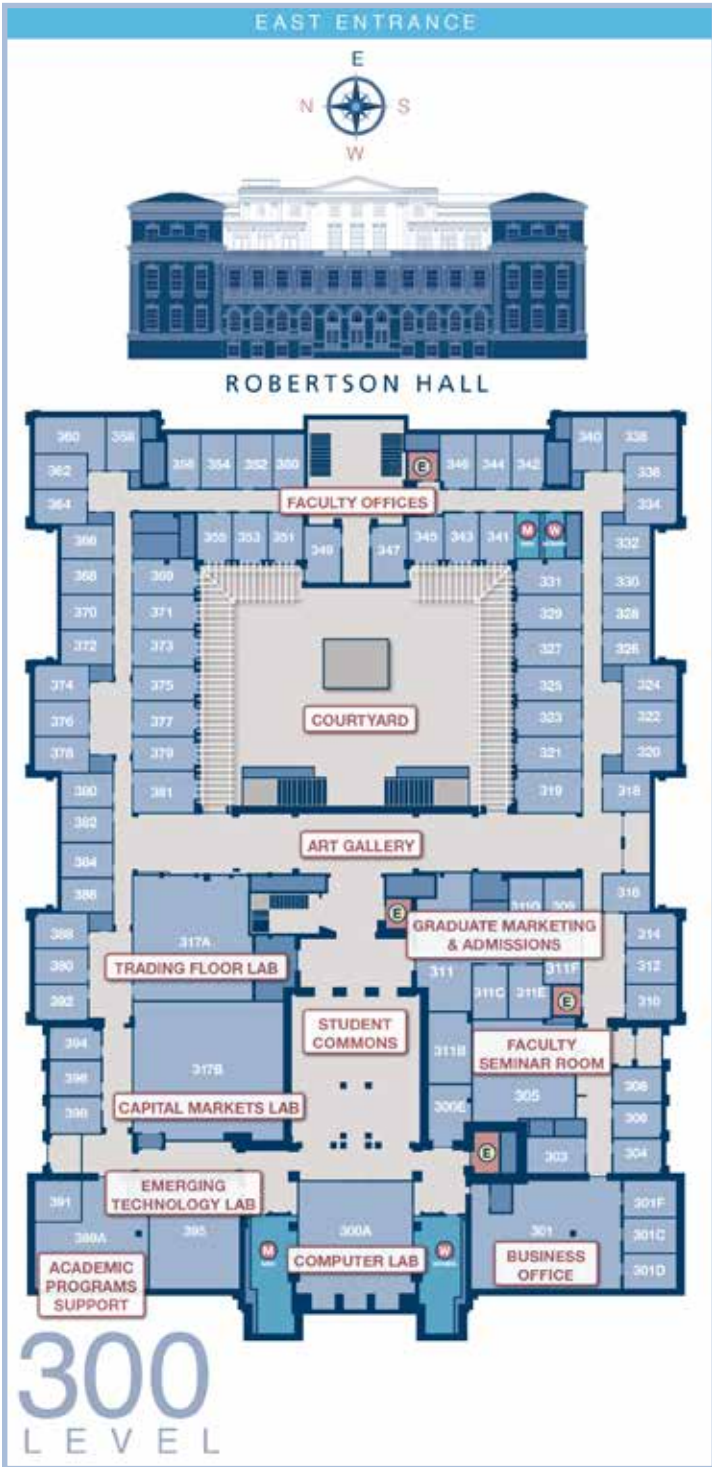 EAST ENTRANCE
E
N S
W
ROBERTSON HALL
360 358 340 338
356 354 352 350 E 346 344 342
362 336
364 334
FACULTY OFFICES
355 353 351 349 347 345 343 341 M W
366 332
368 369 331 330
370 371 329 328
372 373 327 326
374 375 325 324
376 377 323 322
COURTYARD
378 379 321 320
380 381 319 318
382
ART GALLERY
384
386 316
E 311G 309
388 317A 314
GRADUATE MARKETING
& ADMISSIONS
390 312
TRADING FLOOR LAB 311 311F
392 311C 311E E 310
STUDENT
COMMONS
394 311B
FACULTY
SEMINAR ROOM
396 317B 308
398 300E 305
CAPITAL MARKETS LAB
E 303 304
EMERGING
TECHNOLOGY LAB
391 395 300A 301 301F
M W
COMPUTER LAB
301C
BUSINESS
OFFICE
301D
ACADEMIC
PROGRAMS
SUPPORT
300
LEVEL